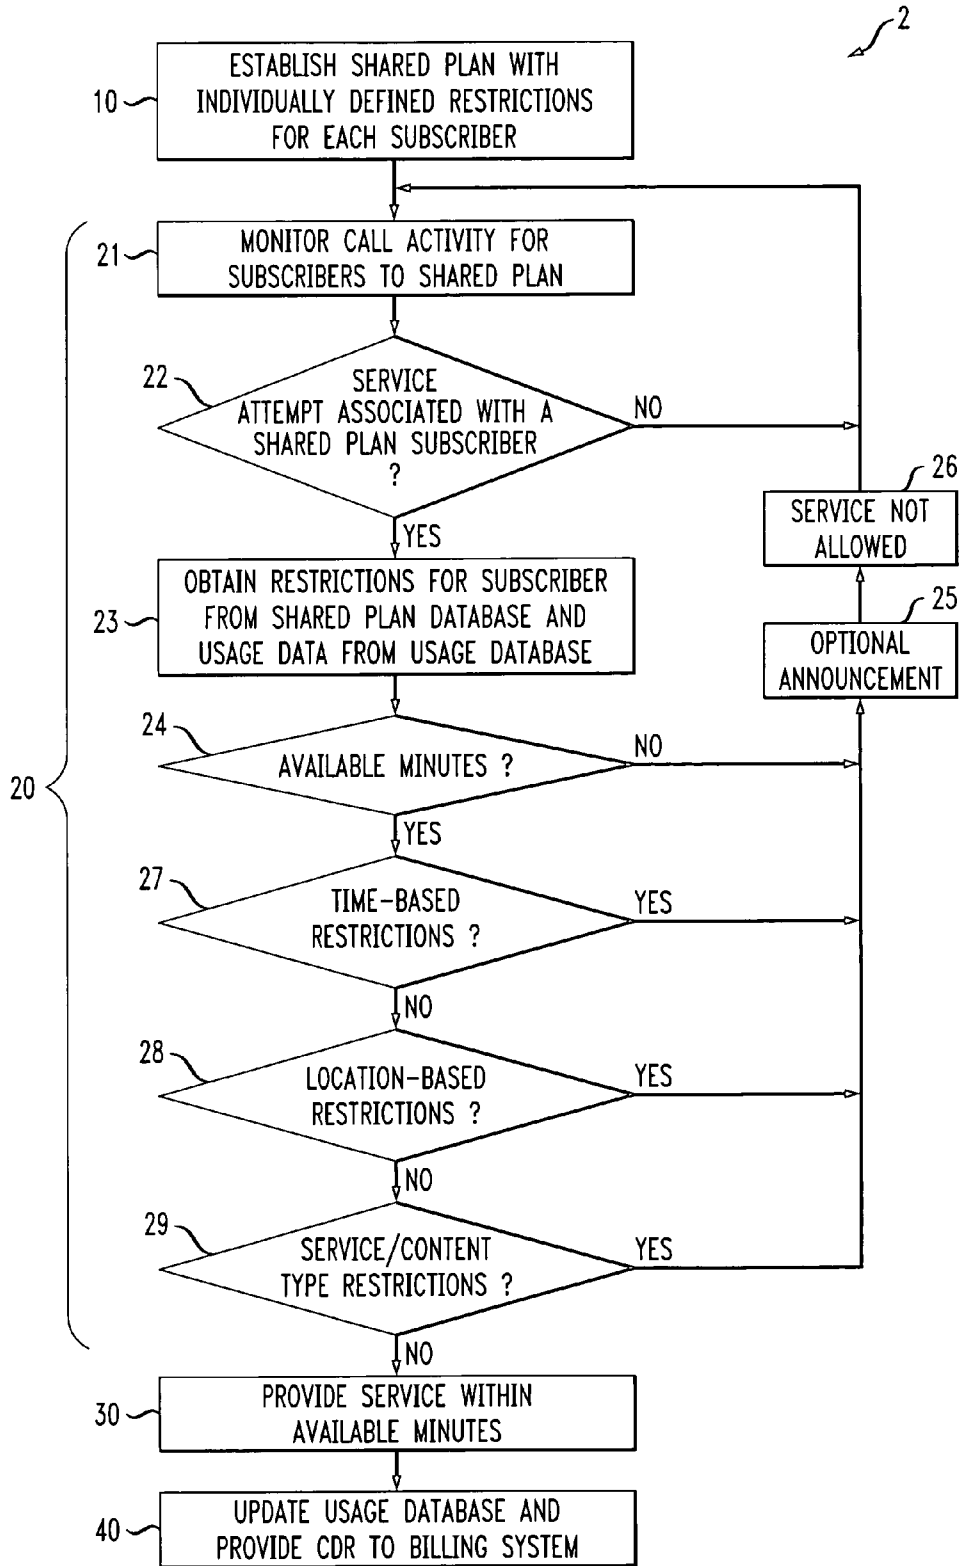 2
ESTABLISH SHARED PLAN WITH
INDIVIDUALLY DEFINED RESTRICTIONS
FOR EACH SUBSCRIBER
10
MONITOR CALL ACTIVITY FOR
SUBSCRIBERS TO SHARED PLAN
21
22
SERVICE
ATTEMPT ASSOCIATED WITH A
SHARED PLAN SUBSCRIBER
?
NO
YES
26
SERVICE NOT
ALLOWED
OBTAIN RESTRICTIONS FOR SUBSCRIBER
FROM SHARED PLAN DATABASE AND
USAGE DATA FROM USAGE DATABASE
23
25
OPTIONAL
ANNOUNCEMENT
24
AVAILABLE MINUTES ?
NO
YES
20
27
TIME-BASED
RESTRICTIONS ?
YES
NO
28
LOCATION-BASED
RESTRICTIONS ?
YES
NO
29
SERVICE/CONTENT
TYPE RESTRICTIONS ?
YES
NO
PROVIDE SERVICE WITHIN
AVAILABLE MINUTES
30
UPDATE USAGE DATABASE AND
PROVIDE CDR TO BILLING SYSTEM
40